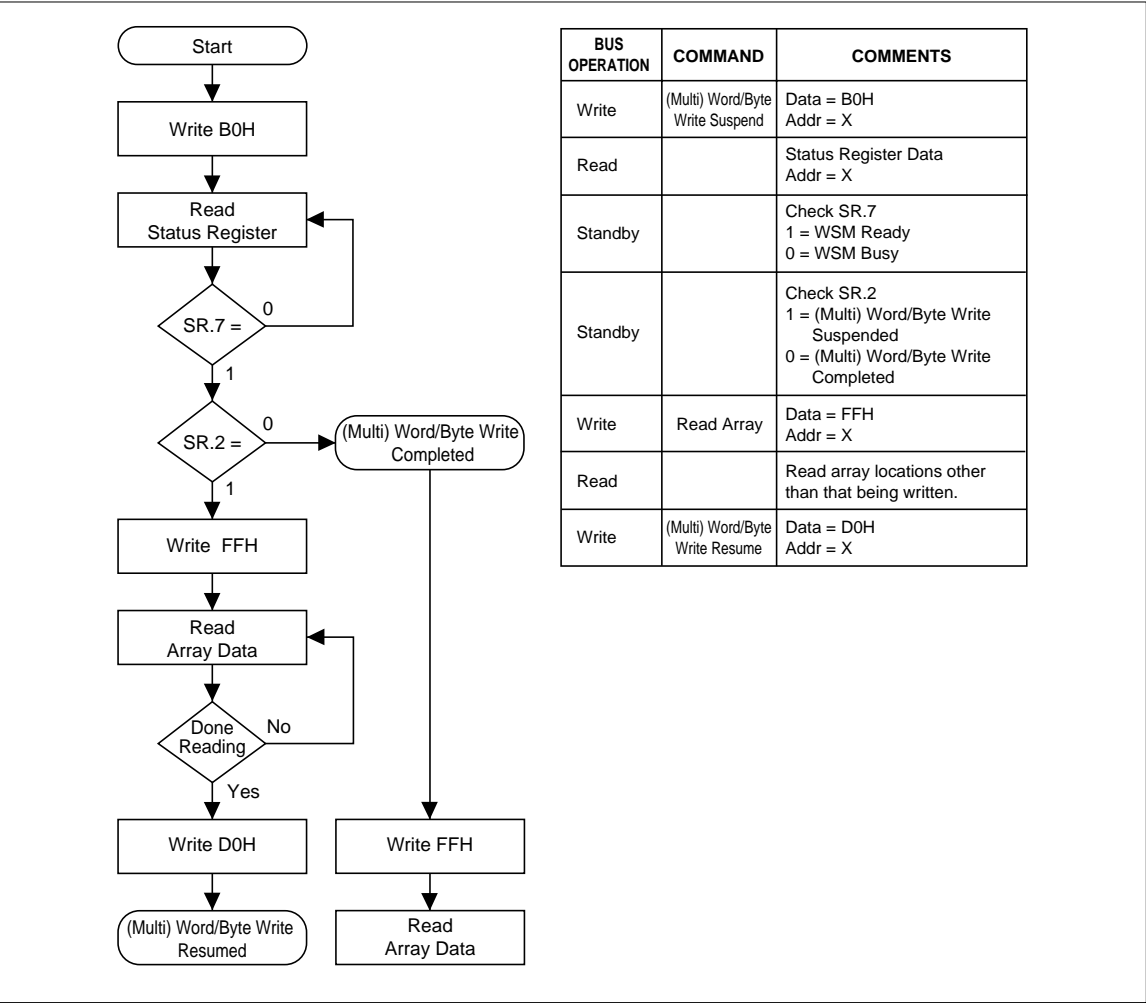 Start
Write B0H
Read
Status Register
SR.7 =
0
1
SR.2 =
0
1
(Multi) Word/Byte Write
Completed
Write FFH
Read
Array Data
Done
Reading
No
Yes
Write D0H
Write FFH
(Multi) Word/Byte Write
Resumed
Read
Array Data
BUS
OPERATION
COMMAND
COMMENTS
Write
(Multi) Word/Byte
Write Suspend
Data = B0H
Addr = X
Read
Status Register Data
Addr = X
Standby
Check SR.7
1 = WSM Ready
0 = WSM Busy
Standby
Check SR.2
1 = (Multi) Word/Byte Write
Suspended
0 = (Multi) Word/Byte Write
Completed
Write
Read Array
Data = FFH
Addr = X
Read
Read array locations other
than that being written.
Write
(Multi) Word/Byte
Write Resume
Data = D0H
Addr = X